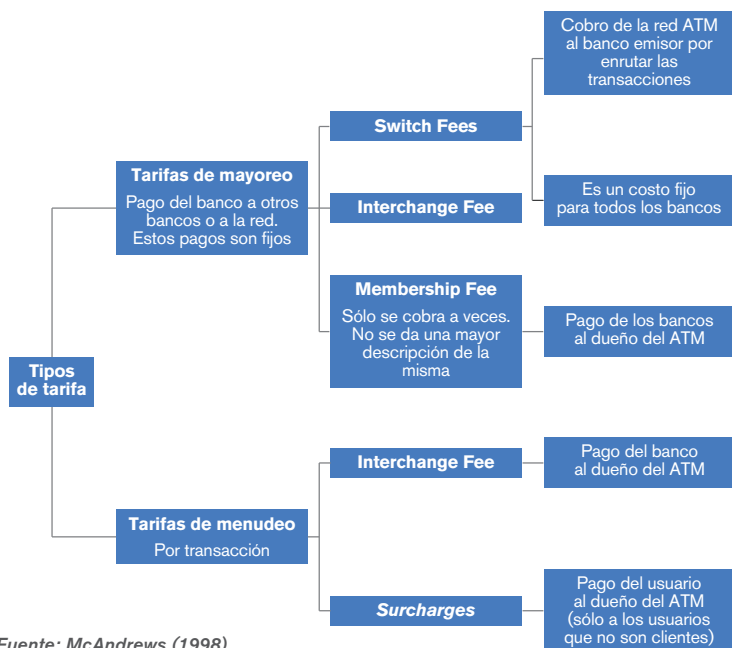 Tipos
de tarifa
Tarifas de mayoreo
Pago del banco a otros
bancos o a la red.
Estos pagos son fijos
Switch Fees
Cobro de la red ATM
al banco emisor por
enrutar las
transacciones
Es un costo fijo
para todos los bancos
Interchange Fee
Membership Fee
Sólo se cobra a veces.
No se da una mayor
descripción de la
misma
Pago de los bancos
al dueño del ATM
Tarifas de menudeo
Por transacción
Interchange Fee
Pago del banco
al dueño del ATM
Surcharges
Pago del usuario
al dueño del ATM
(sólo a los usuarios
que no son clientes)
Fuente: McAndrews (1998)